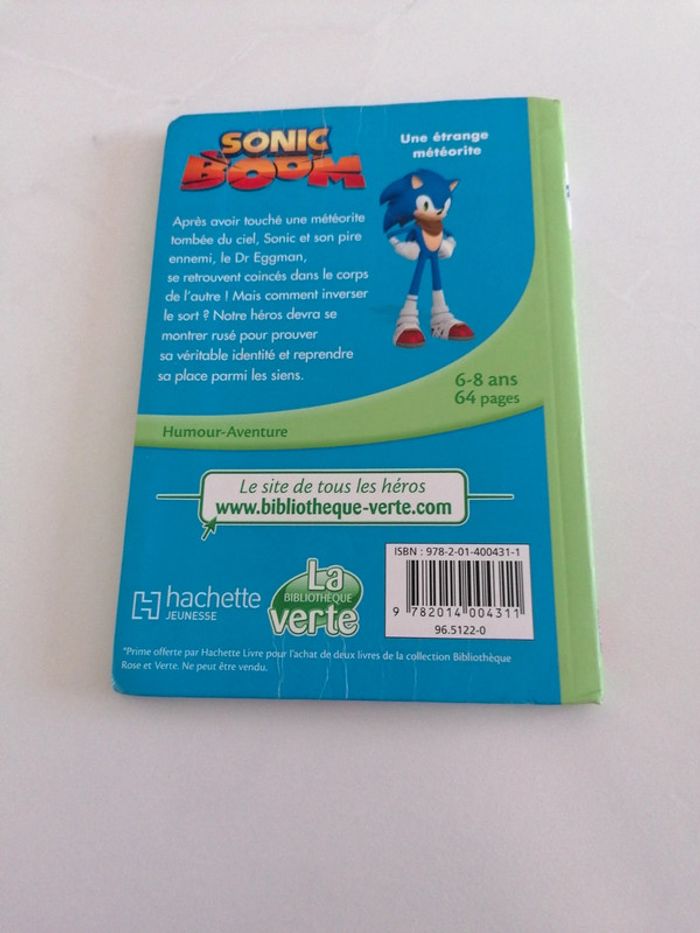 SONIC
BOOM
Une étrange
météorite
Après avoir touché une météorite
tombée du ciel, Sonic et son pire
ennemi, le Dr Eggman,
se retrouvent coincés dans le corps
de l'autre ! Mais comment inverser
le sort ? Notre héros devra se
montrer rusé pour prouver
sa véritable identité et reprendre
sa place parmi les siens.
6-8 ans
64 pages
Humour-Aventure
Le site de tous les héros
www.bibliotheque-verte.com
hachette
JEUNESSE
La
BIBLIOTHÈQUE
verte
ISBN : 978-2-01-400431-1
9 782014 004311
96.5122-0
*Prime offerte par Hachette Livre pour l'achat de deux livres de la collection Bibliothèque
Rose et Verte. Ne peut être vendu.